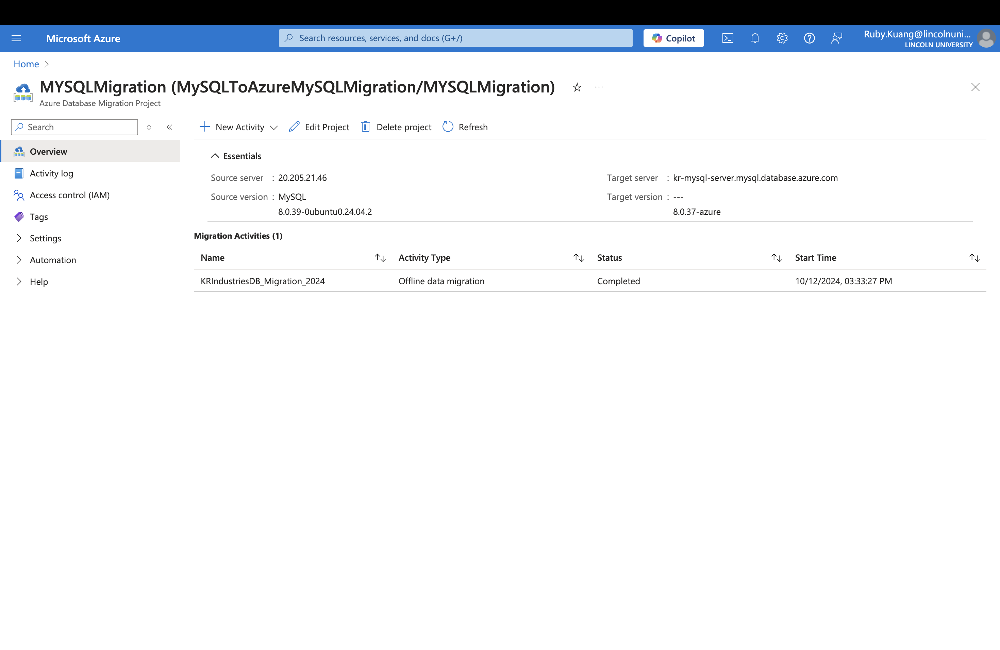 Microsoft Azure
Search resources, services, and docs (G+/)
Copilot
Ruby.Kuang@lincolnuni...
LINCOLN UNIVERSITY
Home
MYSQLMigration (MySQLToAzureMySQLMigration/MYSQLMigration)
Azure Database Migration Project
Search
New Activity
Edit Project
Delete project
Refresh
Overview
Activity log
Access control (IAM)
Tags
Settings
Automation
Help
Essentials
Source server : 20.205.21.46
Source version : MySQL
8.0.39-0ubuntu0.24.04.2
Target server : kr-mysql-server.mysql.database.azure.com
Target version : ---
8.0.37-azure
Migration Activities (1)
Name Activity Type Status Start Time
KRIndustriesDB_Migration_2024 Offline data migration Completed 10/12/2024, 03:33:27 PM